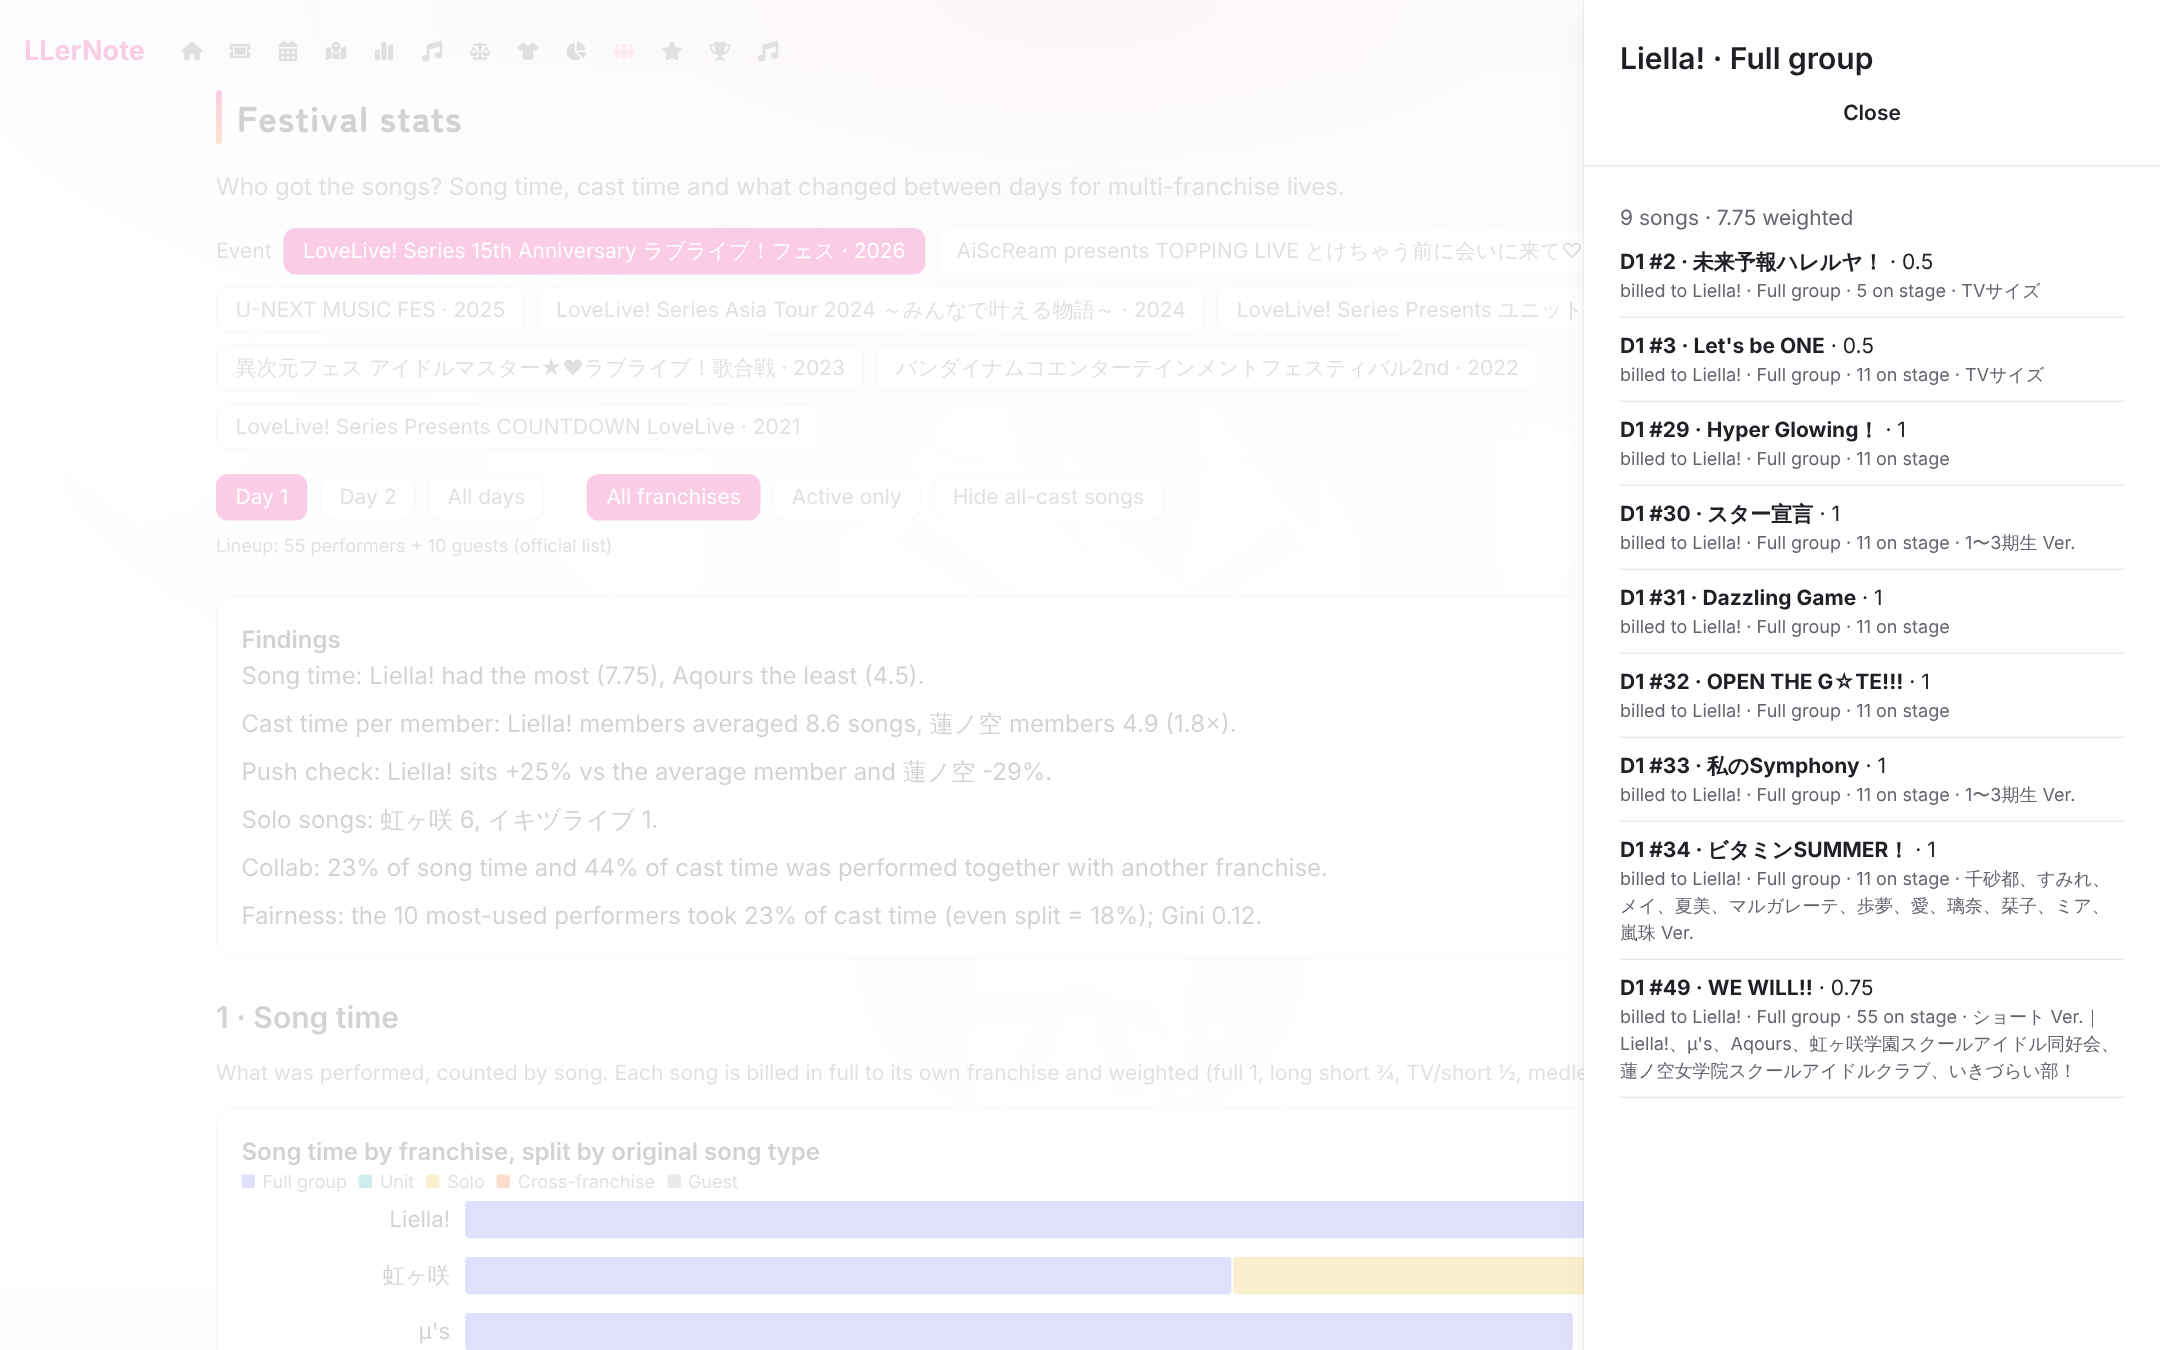 LLerNote
Festival stats
Who got the songs? Song time, cast time and what changed between days for multi-franchise lives.
Event
LoveLive! Series 15th Anniversary ラブライブ！フェス · 2026
AiScReam presents TOPPING LIVE とけちゃう前に会いに来て♡
U-NEXT MUSIC FES · 2025
LoveLive! Series Asia Tour 2024 ～みんなで叶える物語～ · 2024
LoveLive! Series Presents ユニット
異次元フェス アイドルマスター★♥ラブライブ！歌合戦 · 2023
バンダイナムコエンターテインメントフェスティバル2nd · 2022
LoveLive! Series Presents COUNTDOWN LoveLive · 2021
Day 1
Day 2
All days
All franchises
Active only
Hide all-cast songs
Lineup: 55 performers + 10 guests (official list)
Findings
Song time: Liella! had the most (7.75), Aqours the least (4.5).
Cast time per member: Liella! members averaged 8.6 songs, 蓮ノ空 members 4.9 (1.8×).
Push check: Liella! sits +25% vs the average member and 蓮ノ空 -29%.
Solo songs: 虹ヶ咲 6, イキヅライブ 1.
Collab: 23% of song time and 44% of cast time was performed together with another franchise.
Fairness: the 10 most-used performers took 23% of cast time (even split = 18%); Gini 0.12.
1 · Song time
What was performed, counted by song. Each song is billed in full to its own franchise and weighted (full 1, long short ¾, TV/short ½, medle
Song time by franchise, split by original song type
Full group
Unit
Solo
Cross-franchise
Guest
Liella!
虹ヶ咲
μ's
Liella! · Full group
Close
9 songs · 7.75 weighted
D1 #2 · 未来予報ハレルヤ！ · 0.5
billed to Liella! · Full group · 5 on stage · TVサイズ
D1 #3 · Let's be ONE · 0.5
billed to Liella! · Full group · 11 on stage · TVサイズ
D1 #29 · Hyper Glowing！ · 1
billed to Liella! · Full group · 11 on stage
D1 #30 · スター宣言 · 1
billed to Liella! · Full group · 11 on stage · 1〜3期生 Ver.
D1 #31 · Dazzling Game · 1
billed to Liella! · Full group · 11 on stage
D1 #32 · OPEN THE G☆TE!!! · 1
billed to Liella! · Full group · 11 on stage
D1 #33 · 私のSymphony · 1
billed to Liella! · Full group · 11 on stage · 1〜3期生 Ver.
D1 #34 · ビタミンSUMMER！ · 1
billed to Liella! · Full group · 11 on stage · 千砂都、すみれ、
メイ、夏美、マルガレーテ、歩夢、愛、璃奈、栞子、ミア、
嵐珠 Ver.
D1 #49 · WE WILL!! · 0.75
billed to Liella! · Full group · 55 on stage · ショート Ver.｜
Liella!、μ's、Aqours、虹ヶ咲学園スクールアイドル同好会、
蓮ノ空女学院スクールアイドルクラブ、いきづらい部！